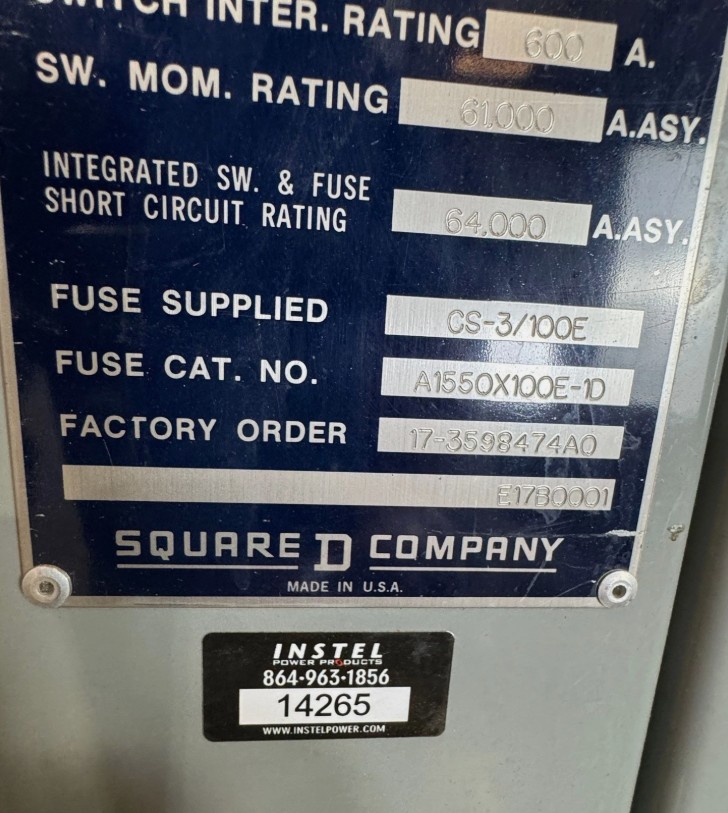 SWITCH INTER. RATING 600 A.
SW. MOM. RATING 61,000 A.ASY.
INTEGRATED SW. & FUSE
SHORT CIRCUIT RATING 64,000 A.ASY.
FUSE SUPPLIED CS-3/100E
FUSE CAT. NO. A1550X100E-1D
FACTORY ORDER 17-3598474A0
E17B0001
SQUARE D COMPANY
MADE IN U.S.A.
INSTEL
POWER PRODUCTS
864-963-1856
14265
WWW.INSTELPOWER.COM